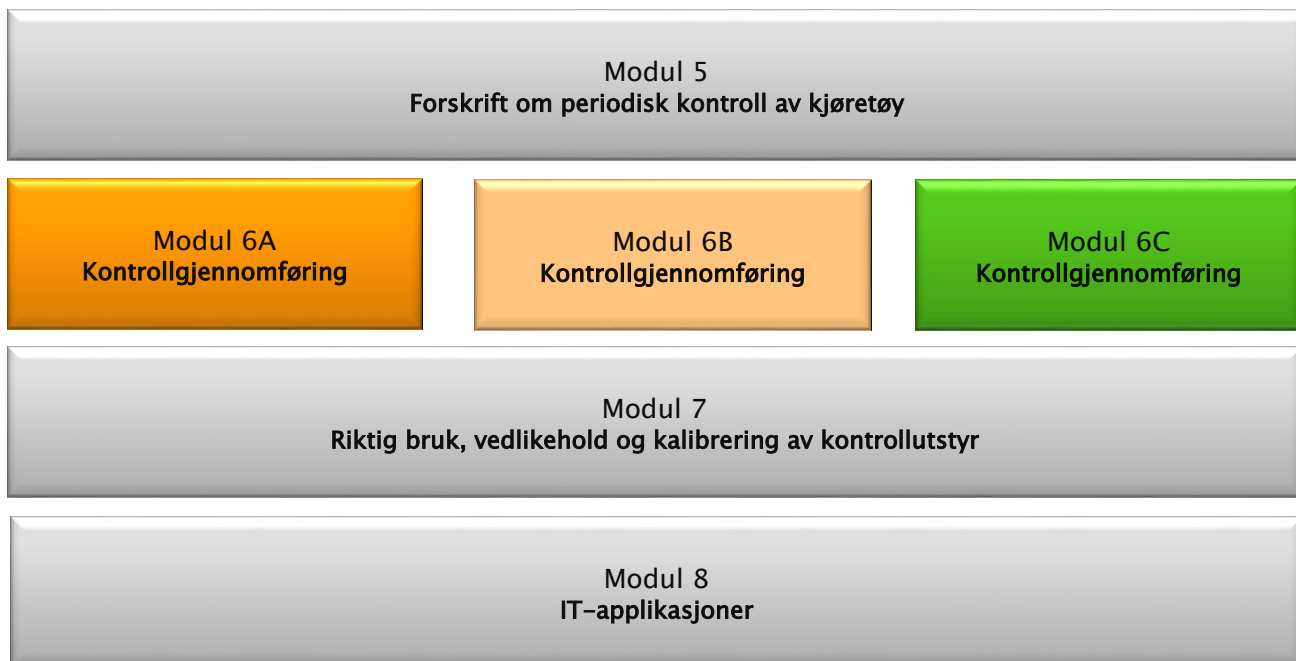 Modul 5
Forskrift om periodisk kontroll av kjøretøy
Modul 6A
Kontrollgjennomføring
Modul 6B
Kontrollgjennomføring
Modul 6C
Kontrollgjennomføring
Modul 7
Riktig bruk, vedlikehold og kalibrering av kontrollutstyr
Modul 8
IT-applikasjoner